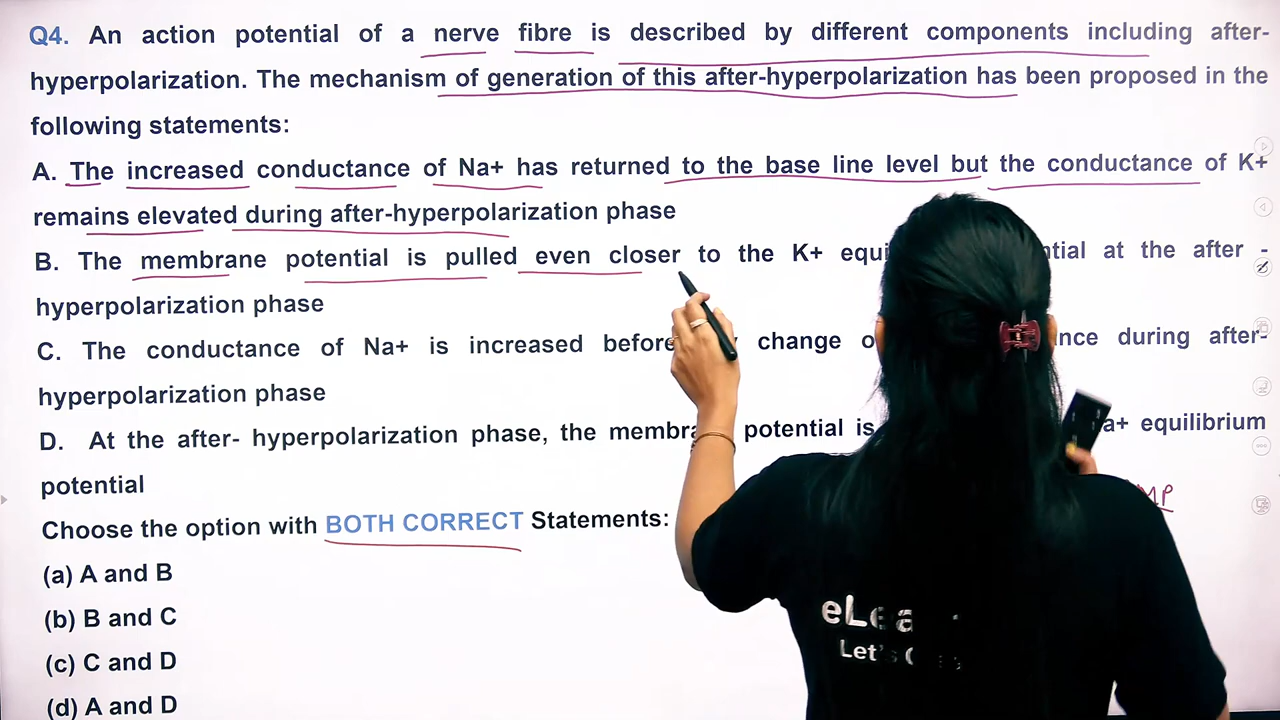 Q4. An action potential of a nerve fibre is described by different components including after-
hyperpolarization. The mechanism of generation of this after-hyperpolarization has been proposed in the
following statements:
A. The increased conductance of Na+ has returned to the base line level but the conductance of K+
remains elevated during after-hyperpolarization phase
B. The membrane potential is pulled even closer to the K+ at the after -
hyperpolarization phase
C. The conductance of Na+ is increased before change during after-
hyperpolarization phase
D. At the after- hyperpolarization phase, the membrane potential is equilibrium
potential
MP
Choose the option with BOTH CORRECT Statements:
(a) A and B
(b) B and C
(c) C and D
(d) A and D
Let's